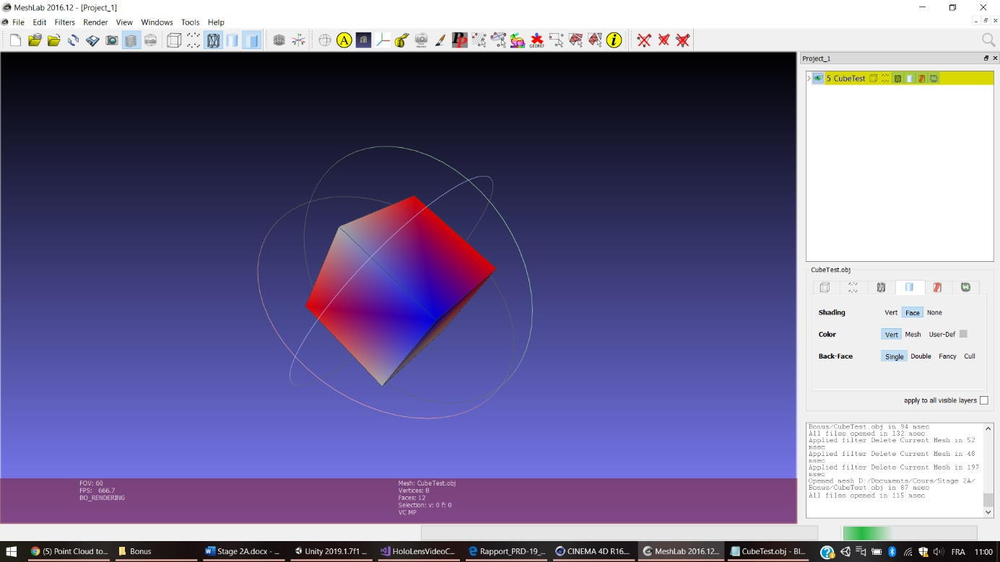 MeshLab 2016.12 - [Project_1]
File Edit Filters Render View Windows Tools Help
A
PP
GEOREF
i
Project_1
5 CubeTest
CubeTest.obj
Shading Vert Face None
Color Vert Mesh User-Def
Back-Face Single Double Fancy Cull
apply to all visible layers
Bonus/CubeTest.obj in 94 msec
All files opened in 132 msec
Applied filter Delete Current Mesh in 52
msec
Applied filter Delete Current Mesh in 48
msec
Applied filter Delete Current Mesh in 197
msec
Opened mesh D:/Documents/Cours/Stage 2A/
Bonus/CubeTest.obj in 87 msec
All files opened in 115 msec
FOV: 60
FPS: 666.7
BO_RENDERING
Mesh: CubeTest.obj
Vertices: 8
Faces: 12
Selection: v: 0 f: 0
VC MP
(5) Point Cloud to... Bonus Stage 2A.docx - ... Unity 2019.1.7f1 ... HoloLensVideoC... Rapport_PRD-19_... CINEMA 4D R16.... MeshLab 2016.12... CubeTest.obj - Bl... FRA 11:00